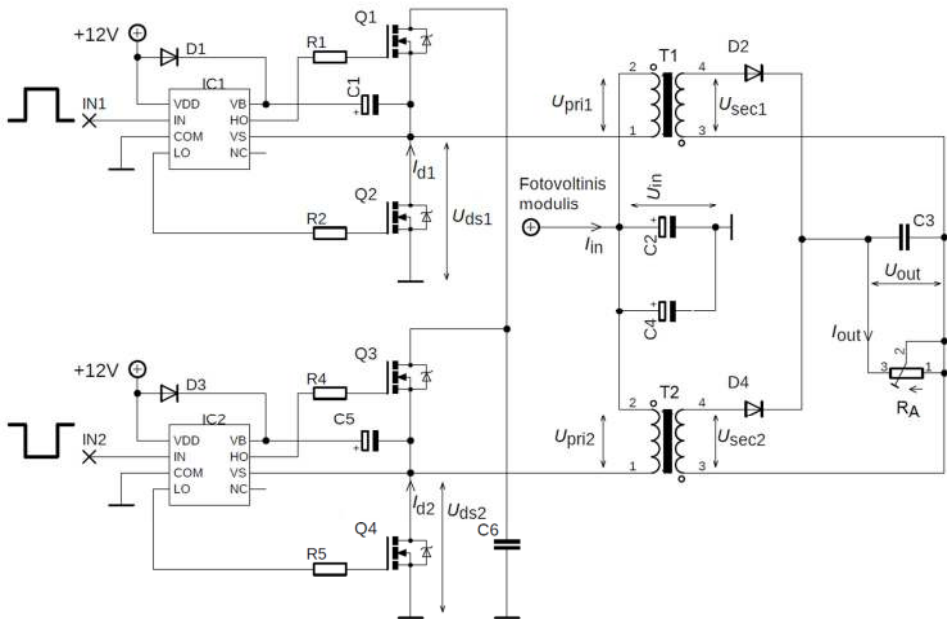 Q1
+12V
D1
R1
IC1
C1
+
IN1
VDD
VB
IN
HO
COM
VS
LO
NC
Id1
Q2
R2
Uds1
T1
D2
2
4
Upri1
Usec1
1
3
Fotovoltinis
modulis
Uin
Iin
+
C2
+
C4
C3
Uout
Iout
2
3
1
RA
Q3
+12V
D3
R4
IC2
C5
+
IN2
VDD
VB
IN
HO
COM
VS
LO
NC
Id2
Q4
R5
Uds2
C6
T2
D4
2
4
Upri2
Usec2
1
3